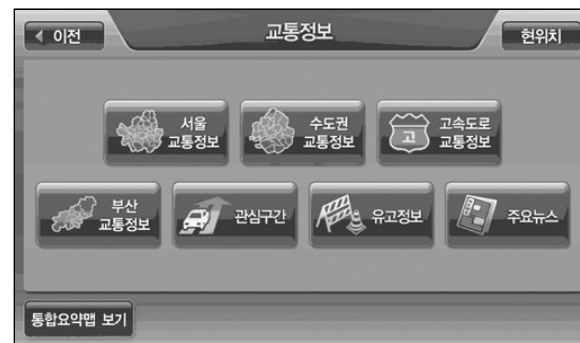 이전
교통정보
현위치
서울
교통정보
수도권
교통정보
고
고속도로
교통정보
부산
교통정보
관심구간
유고정보
주요뉴스
통합요약맵 보기